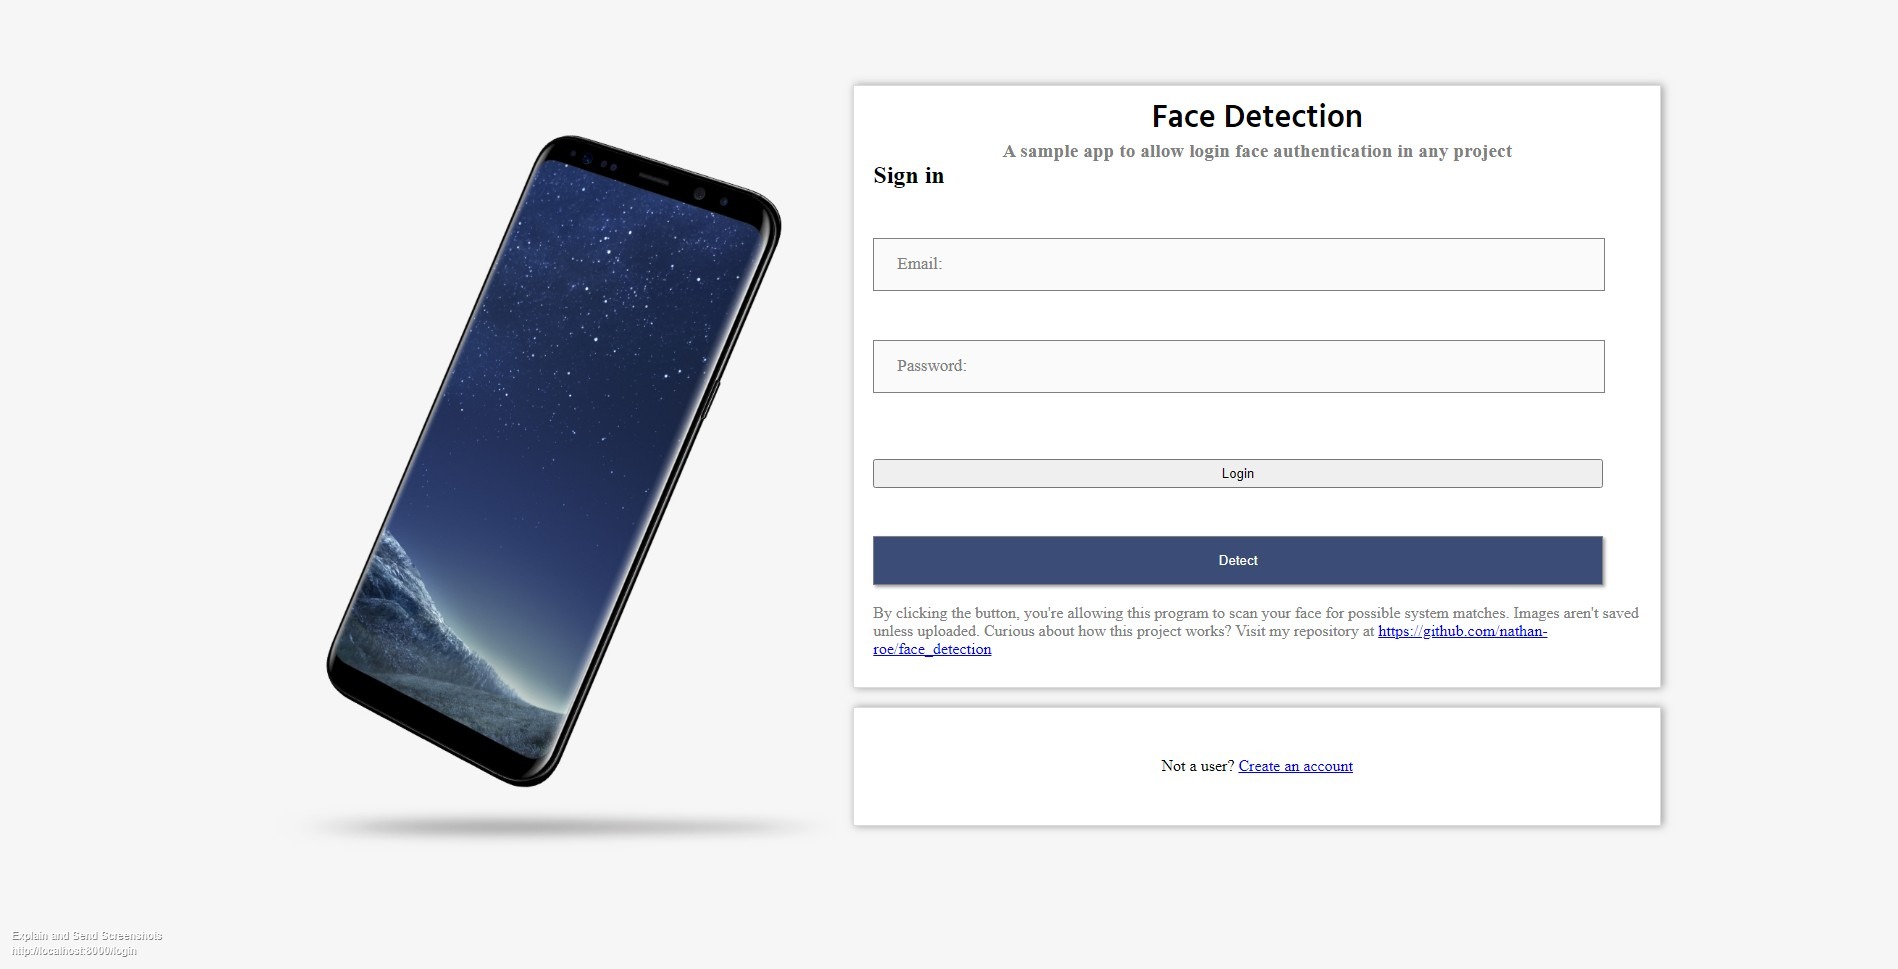 Face Detection
A sample app to allow login face authentication in any project
Sign in
Email:
Password:
Login
Detect
By clicking the button, you're allowing this program to scan your face for possible system matches. Images aren't saved
unless uploaded. Curious about how this project works? Visit my repository at https://github.com/nathan-
roe/face_detection
Not a user? Create an account
Explain and Send Screenshots
http://localhost:8000/login